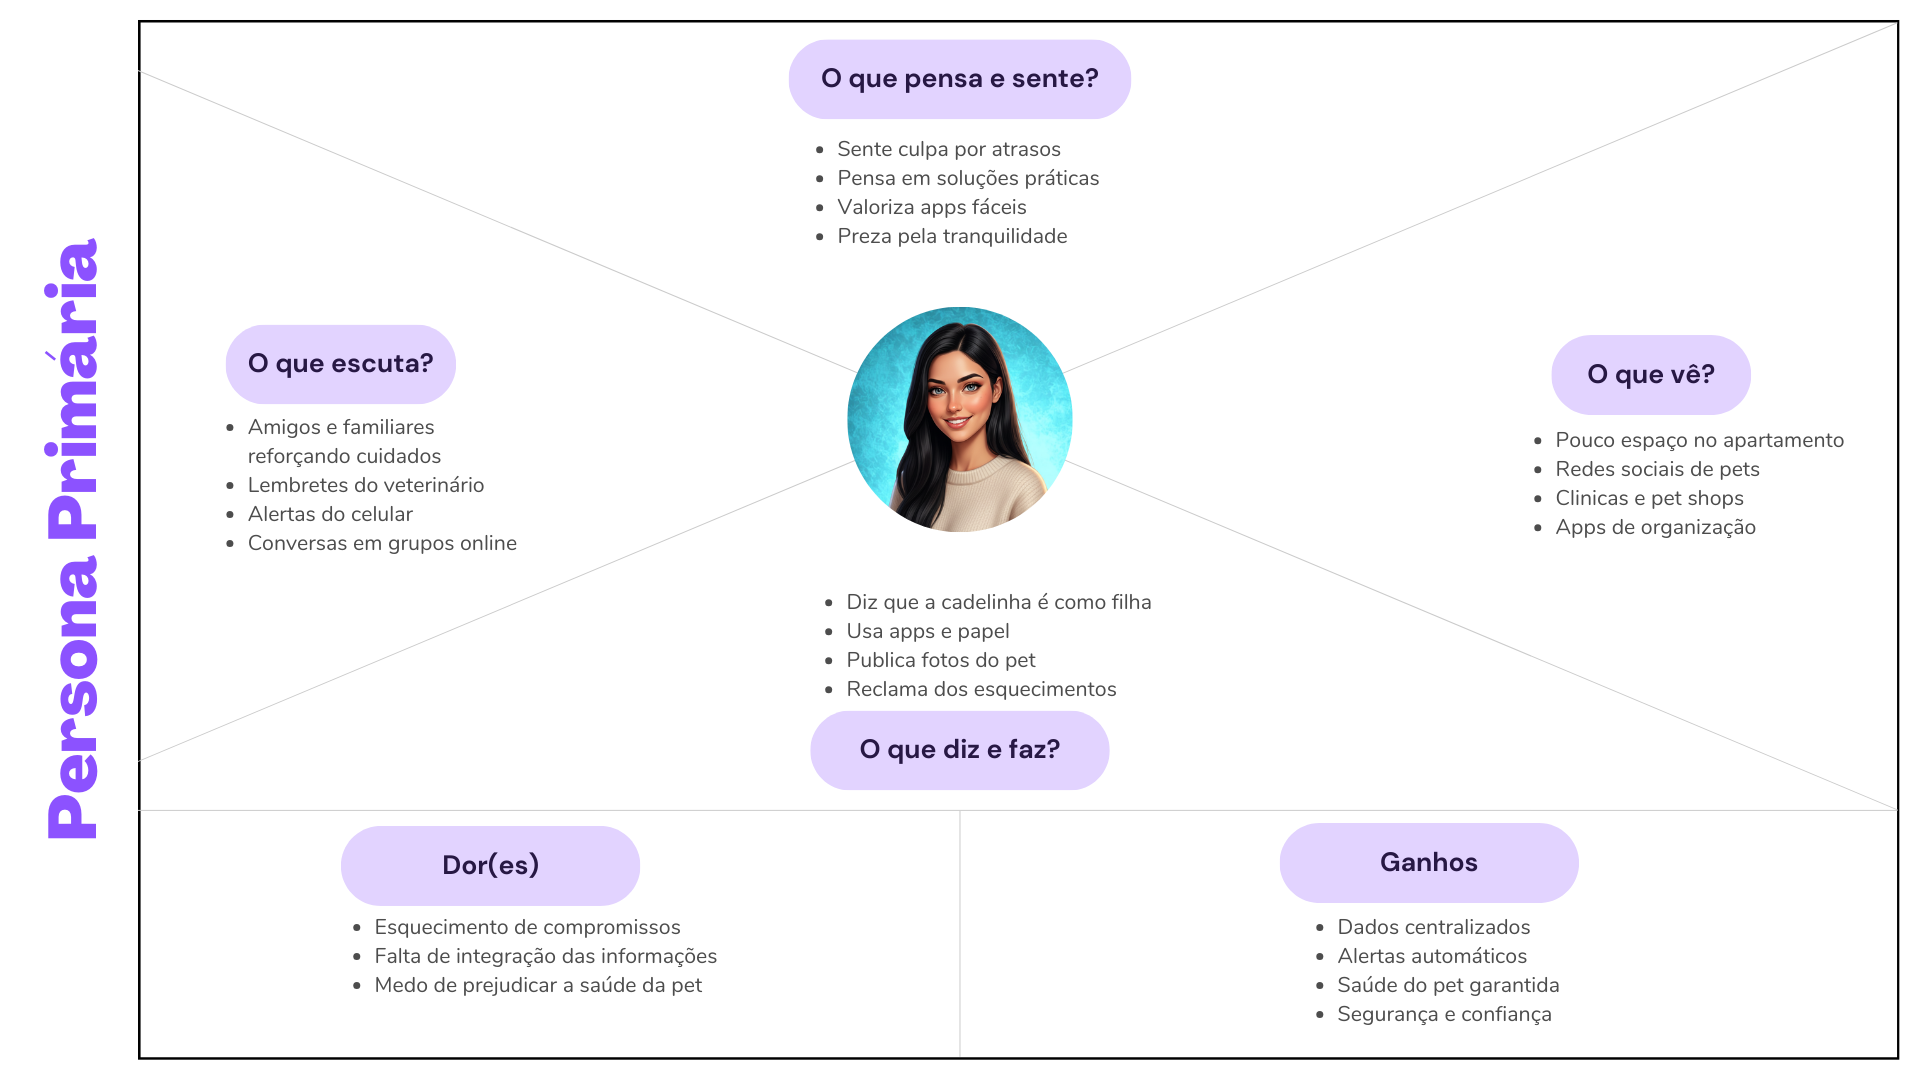 Persona Primária
O que pensa e sente?
• Sente culpa por atrasos
• Pensa em soluções práticas
• Valoriza apps fáceis
• Preza pela tranquilidade
O que escuta?
• Amigos e familiares
reforçando cuidados
• Lembretes do veterinário
• Alertas do celular
• Conversas em grupos online
O que vê?
• Pouco espaço no apartamento
• Redes sociais de pets
• Clinicas e pet shops
• Apps de organização
• Diz que a cadelinha é como filha
• Usa apps e papel
• Publica fotos do pet
• Reclama dos esquecimentos
O que diz e faz?
Dor(es)
• Esquecimento de compromissos
• Falta de integração das informações
• Medo de prejudicar a saúde da pet
Ganhos
• Dados centralizados
• Alertas automáticos
• Saúde do pet garantida
• Segurança e confiança